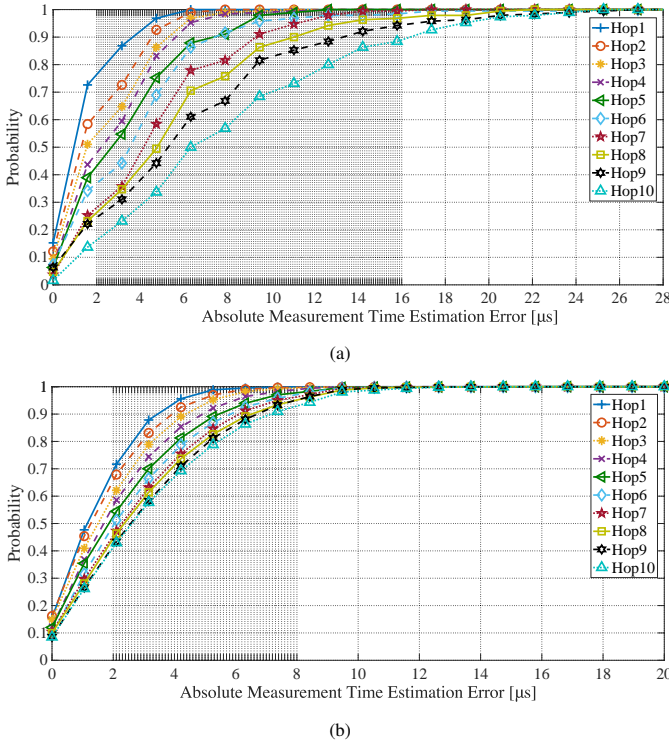 1
0.9
0.8
0.7
0.6
0.5
0.4
0.3
0.2
0.1
0
Probability
0 2 4 6 8 10 12 14 16 18 20 22 24 26 28
Absolute Measurement Time Estimation Error [μs]
Hop1
Hop2
Hop3
Hop4
Hop5
Hop6
Hop7
Hop8
Hop9
Hop10
(a)
1
0.9
0.8
0.7
0.6
0.5
0.4
0.3
0.2
0.1
0
Probability
0 2 4 6 8 10 12 14 16 18 20
Absolute Measurement Time Estimation Error [μs]
Hop1
Hop2
Hop3
Hop4
Hop5
Hop6
Hop7
Hop8
Hop9
Hop10
(b)